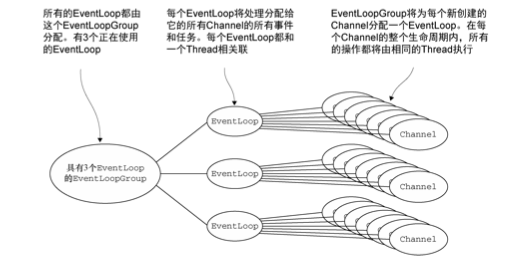 所有的EventLoop都由
这个EventLoopGroup
分配。有3个正在使用
的EventLoop
每个EventLoop将处理分配给
它的所有Channel的所有事件
和任务。每个EventLoop都和
一个Thread相关联
EventLoopGroup将为每个新创建的
Channel分配一个EventLoop。在
每个Channel的整个生命周期内，所有
的操作都将由相同的Thread执行
EventLoop
Channel
具有3个EventLoop
的EventLoopGroup
EventLoop
Channel
EventLoop
Channel